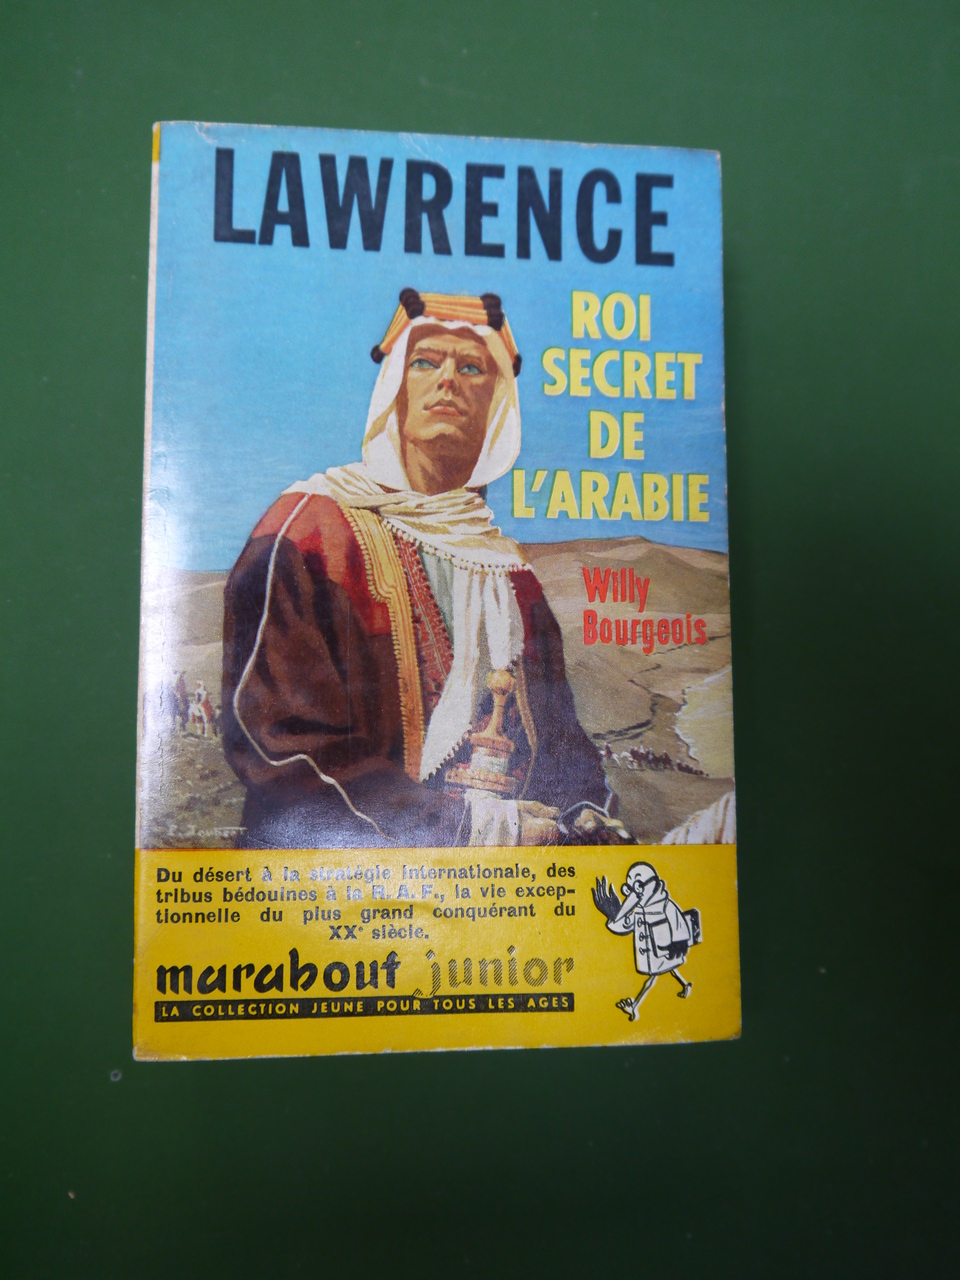 LAWRENCE
ROI
SECRET
DE
L'ARABIE
Willy
Bourgeois
P. Joubert
Du désert à la stratégie internationale, des
tribus bédouines à la R. A. F., la vie excep-
tionnelle du plus grand conquérant du
XXe siècle.
marabout junior
LA COLLECTION JEUNE POUR TOUS LES AGES